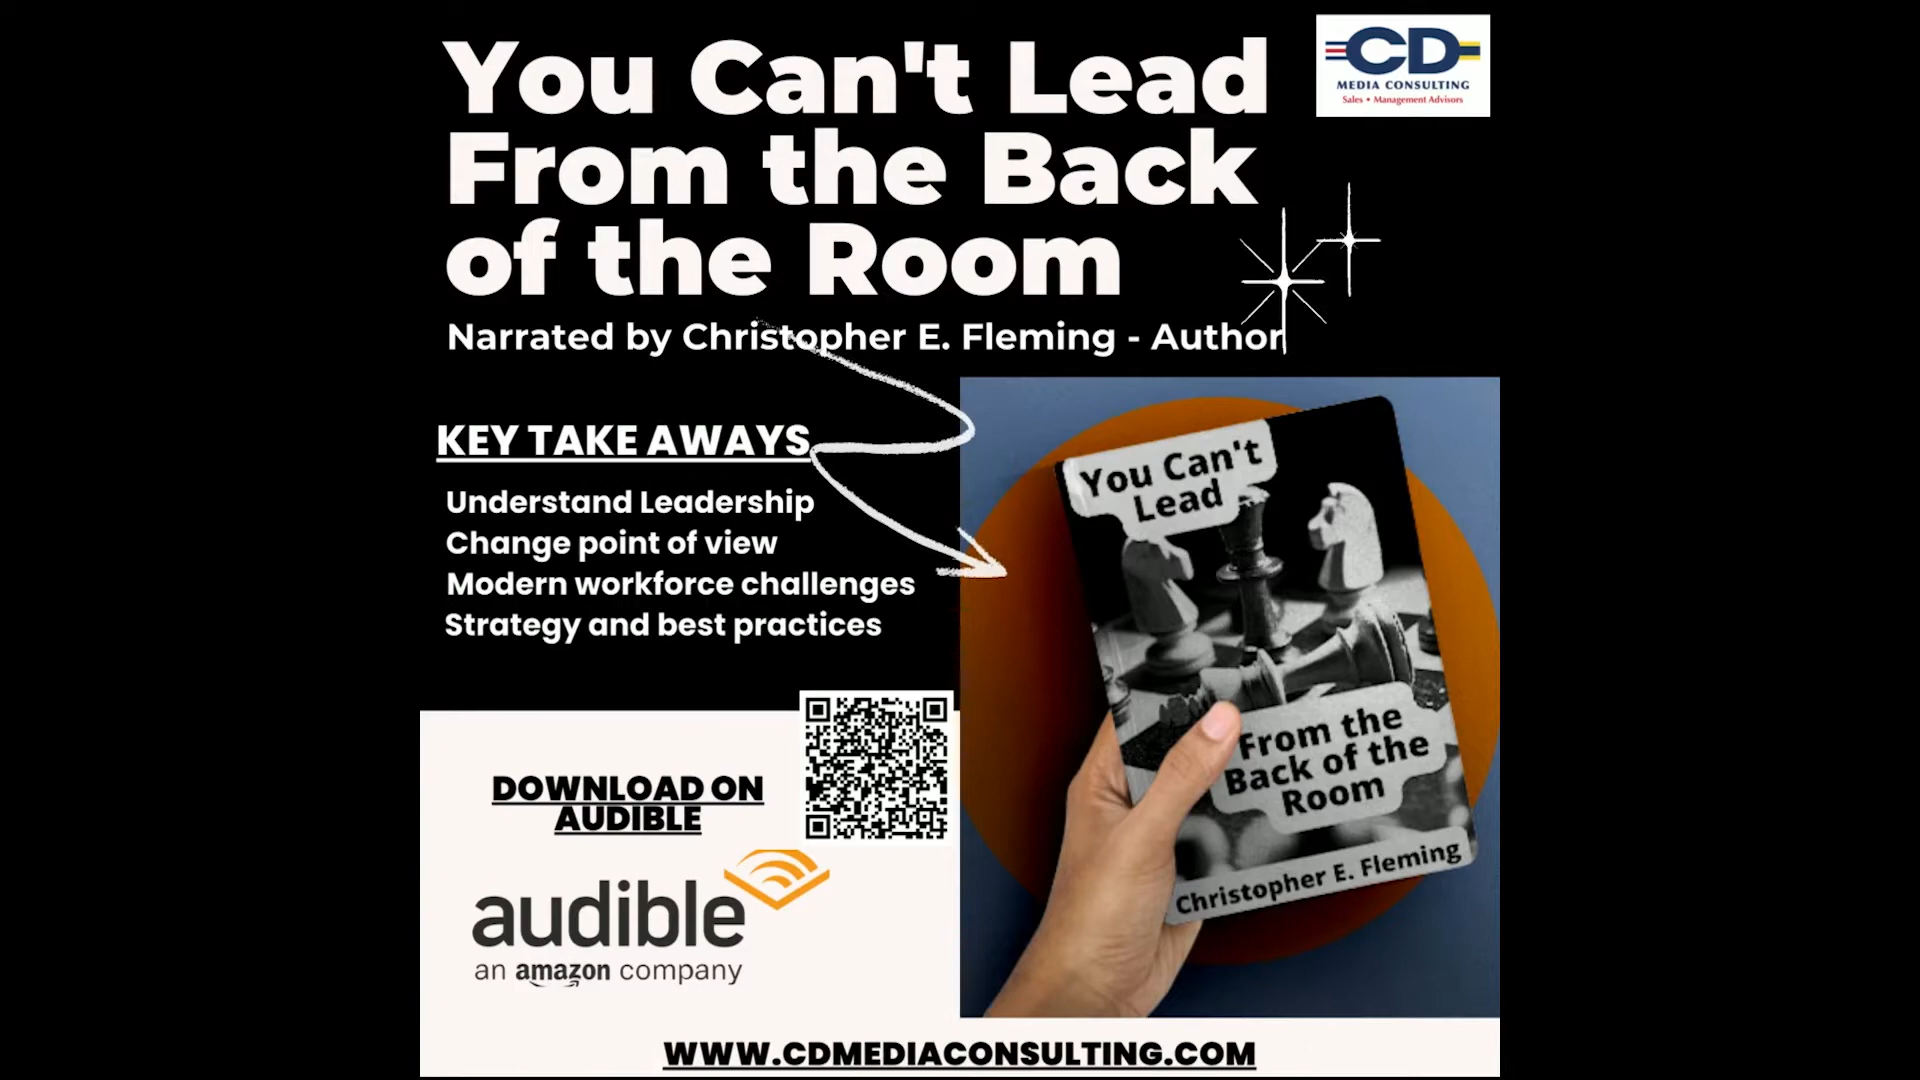 You Can't Lead
From the Back
of the Room
CD
MEDIA CONSULTING
Sales • Management Advisors
Narrated by Christopher E. Fleming - Author
KEY TAKE AWAYS
Understand Leadership
Change point of view
Modern workforce challenges
Strategy and best practices
You Can't
Lead
From the
Back of the
Room
Christopher E. Fleming
DOWNLOAD ON
AUDIBLE
audible
an amazon company
WWW.CDMEDIACONSULTING.COM